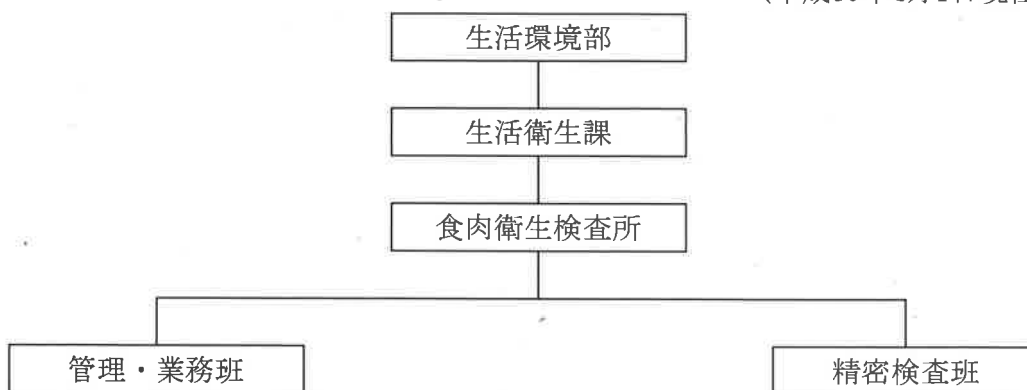 生活環境部
生活衛生課
食肉衛生検査所
管理・業務班
精密検査班